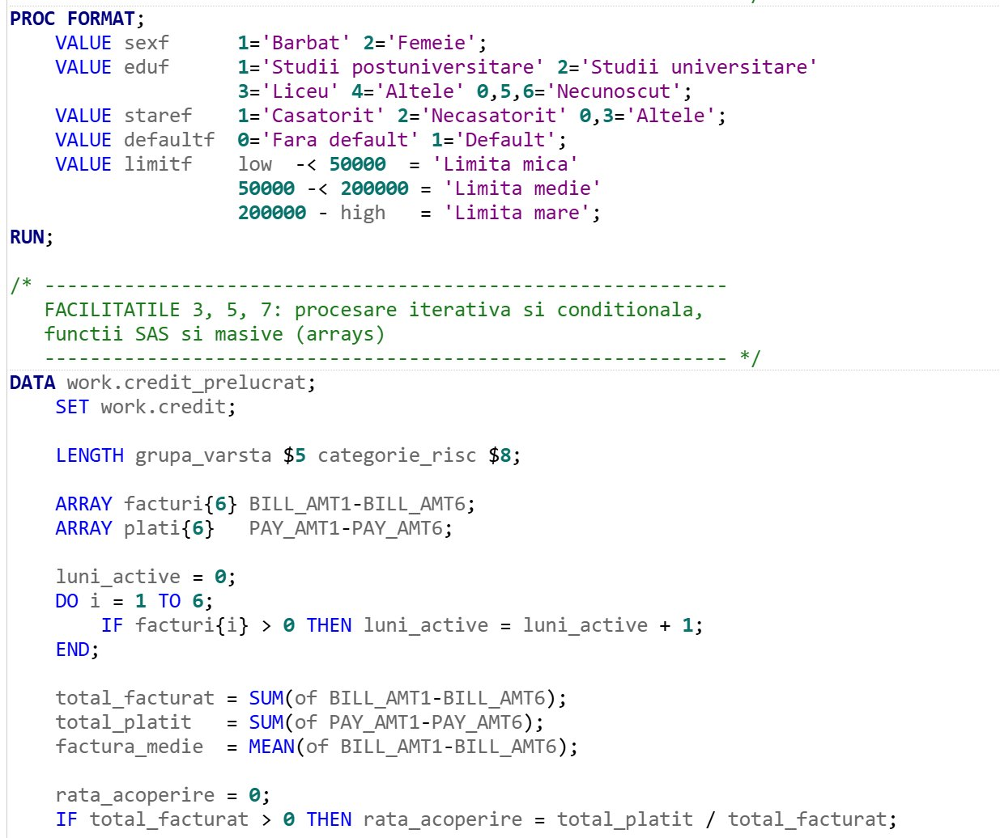 PROC FORMAT;
    VALUE sexf      1='Barbat' 2='Femeie';
    VALUE eduf      1='Studii postuniversitare' 2='Studii universitare'
                    3='Liceu' 4='Altele' 0,5,6='Necunoscut';
    VALUE staref    1='Casatorit' 2='Necasatorit' 0,3='Altele';
    VALUE defaultf  0='Fara default' 1='Default';
    VALUE limitf    low  -< 50000  = 'Limita mica'
                    50000 -< 200000 = 'Limita medie'
                    200000 - high   = 'Limita mare';
RUN;
/* ------------------------------------------------------------
   FACILITATILE 3, 5, 7: procesare iterativa si conditionala,
   functii SAS si masive (arrays)
   ------------------------------------------------------------ */
DATA work.credit_prelucrat;
    SET work.credit;
    LENGTH grupa_varsta $5 categorie_risc $8;
    ARRAY facturi{6} BILL_AMT1-BILL_AMT6;
    ARRAY plati{6}   PAY_AMT1-PAY_AMT6;
    luni_active = 0;
    DO i = 1 TO 6;
        IF facturi{i} > 0 THEN luni_active = luni_active + 1;
    END;
    total_facturat = SUM(of BILL_AMT1-BILL_AMT6);
    total_platit   = SUM(of PAY_AMT1-PAY_AMT6);
    factura_medie  = MEAN(of BILL_AMT1-BILL_AMT6);
    rata_acoperire = 0;
    IF total_facturat > 0 THEN rata_acoperire = total_platit / total_facturat;